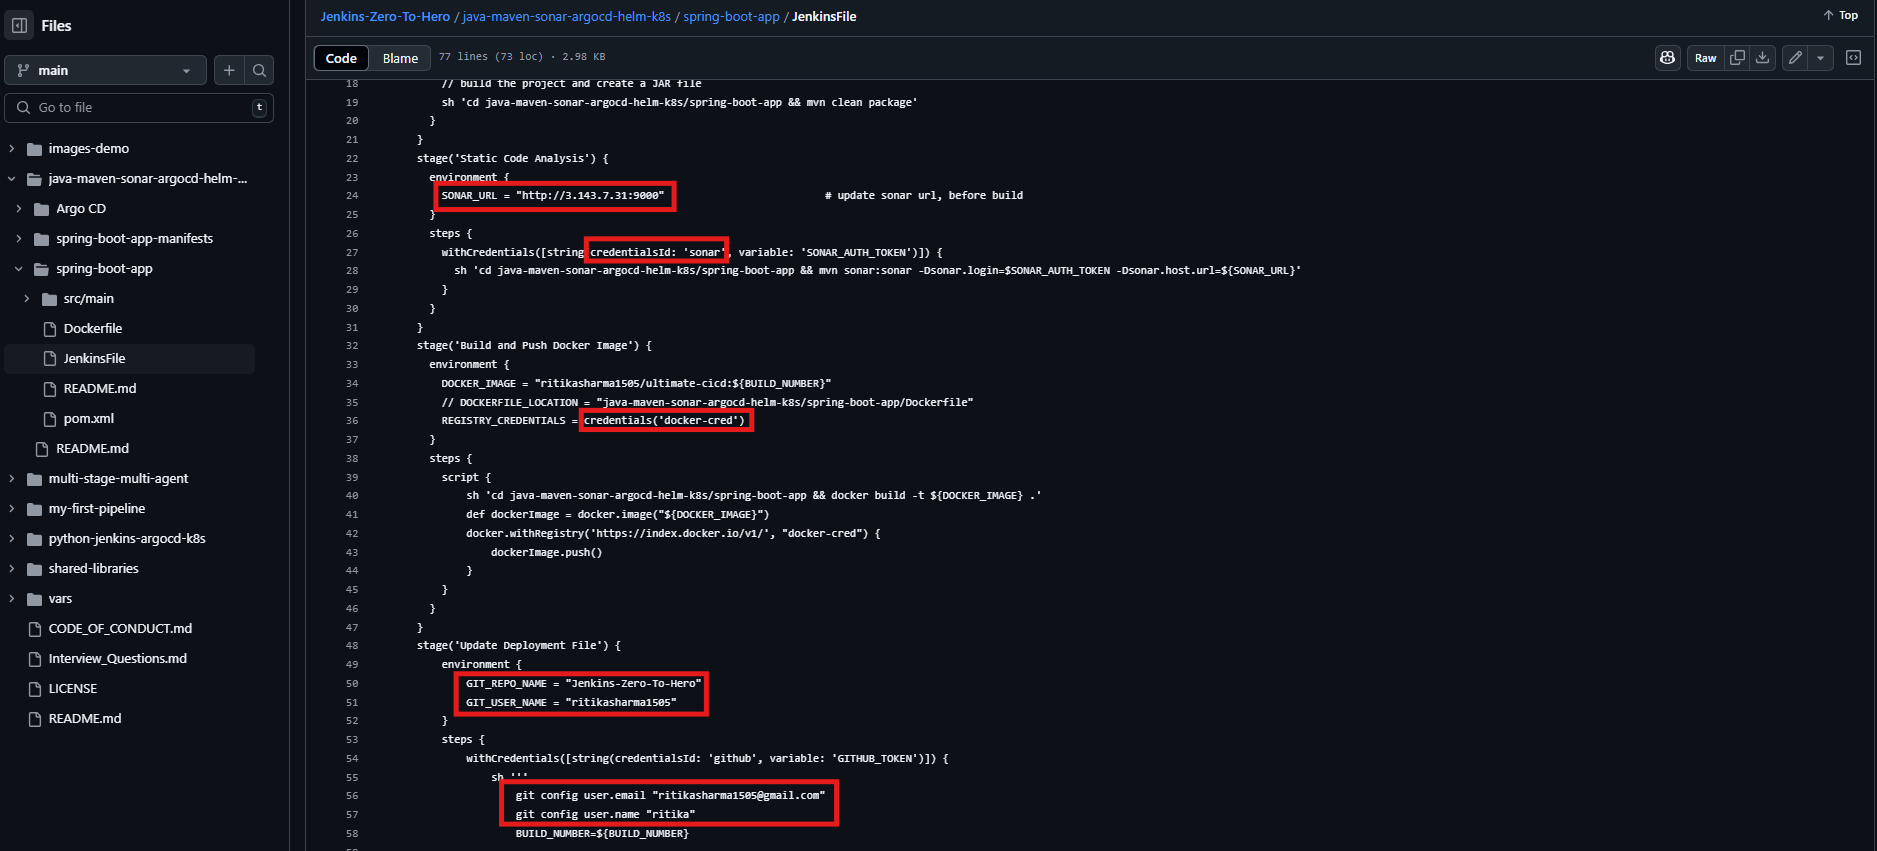 Files
main
Go to file
t
images-demo
java-maven-sonar-argocd-helm-...
Argo CD
spring-boot-app-manifests
spring-boot-app
src/main
Dockerfile
JenkinsFile
README.md
pom.xml
README.md
multi-stage-multi-agent
my-first-pipeline
python-jenkins-argocd-k8s
shared-libraries
vars
CODE_OF_CONDUCT.md
Interview_Questions.md
LICENSE
README.md
Jenkins-Zero-To-Hero / java-maven-sonar-argocd-helm-k8s / spring-boot-app / JenkinsFile
Top
Code Blame 77 lines (73 loc) · 2.98 KB
Raw
18 // build the project and create a JAR file
19 sh 'cd java-maven-sonar-argocd-helm-k8s/spring-boot-app && mvn clean package'
20 }
21 }
22 stage('Static Code Analysis') {
23 environment {
24 SONAR_URL = "http://3.143.7.31:9000" # update sonar url, before build
25 }
26 steps {
27 withCredentials([string credentialsId: 'sonar', variable: 'SONAR_AUTH_TOKEN')]) {
28 sh 'cd java-maven-sonar-argocd-helm-k8s/spring-boot-app && mvn sonar:sonar -Dsonar.login=$SONAR_AUTH_TOKEN -Dsonar.host.url=${SONAR_URL}'
29 }
30 }
31 }
32 stage('Build and Push Docker Image') {
33 environment {
34 DOCKER_IMAGE = "ritikasharma1505/ultimate-cicd:${BUILD_NUMBER}"
35 // DOCKERFILE_LOCATION = "java-maven-sonar-argocd-helm-k8s/spring-boot-app/Dockerfile"
36 REGISTRY_CREDENTIALS = credentials('docker-cred')
37 }
38 steps {
39 script {
40 sh 'cd java-maven-sonar-argocd-helm-k8s/spring-boot-app && docker build -t ${DOCKER_IMAGE} .'
41 def dockerImage = docker.image("${DOCKER_IMAGE}")
42 docker.withRegistry('https://index.docker.io/v1/', "docker-cred") {
43 dockerImage.push()
44 }
45 }
46 }
47 }
48 stage('Update Deployment File') {
49 environment {
50 GIT_REPO_NAME = "Jenkins-Zero-To-Hero"
51 GIT_USER_NAME = "ritikasharma1505"
52 }
53 steps {
54 withCredentials([string(credentialsId: 'github', variable: 'GITHUB_TOKEN')]) {
55 sh '''
56 git config user.email "ritikasharma1505@gmail.com"
57 git config user.name "ritika"
58 BUILD_NUMBER=${BUILD_NUMBER}